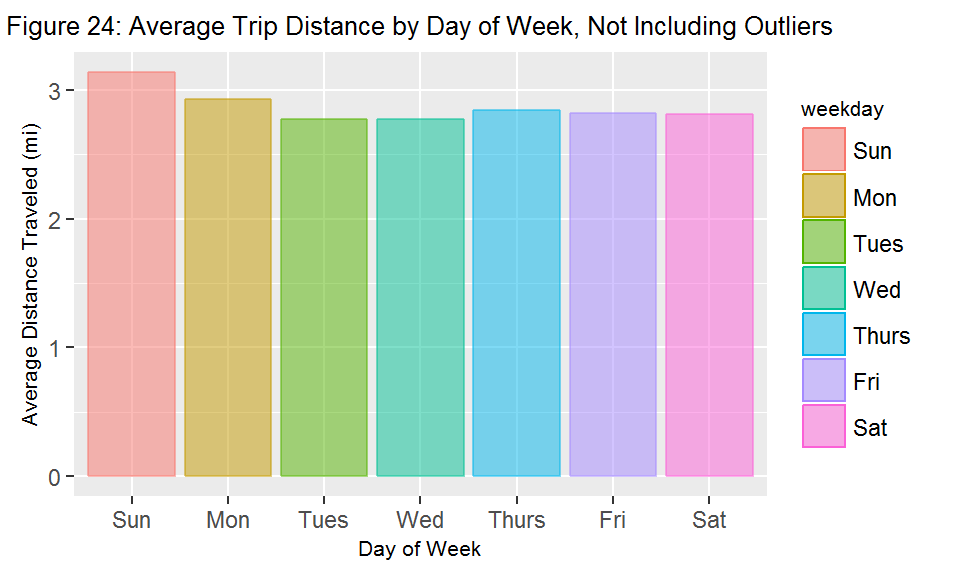 Figure 24: Average Trip Distance by Day of Week, Not Including Outliers
Average Distance Traveled (mi)
3
2
1
0
Sun Mon Tues Wed Thurs Fri Sat
Day of Week
weekday
Sun
Mon
Tues
Wed
Thurs
Fri
Sat